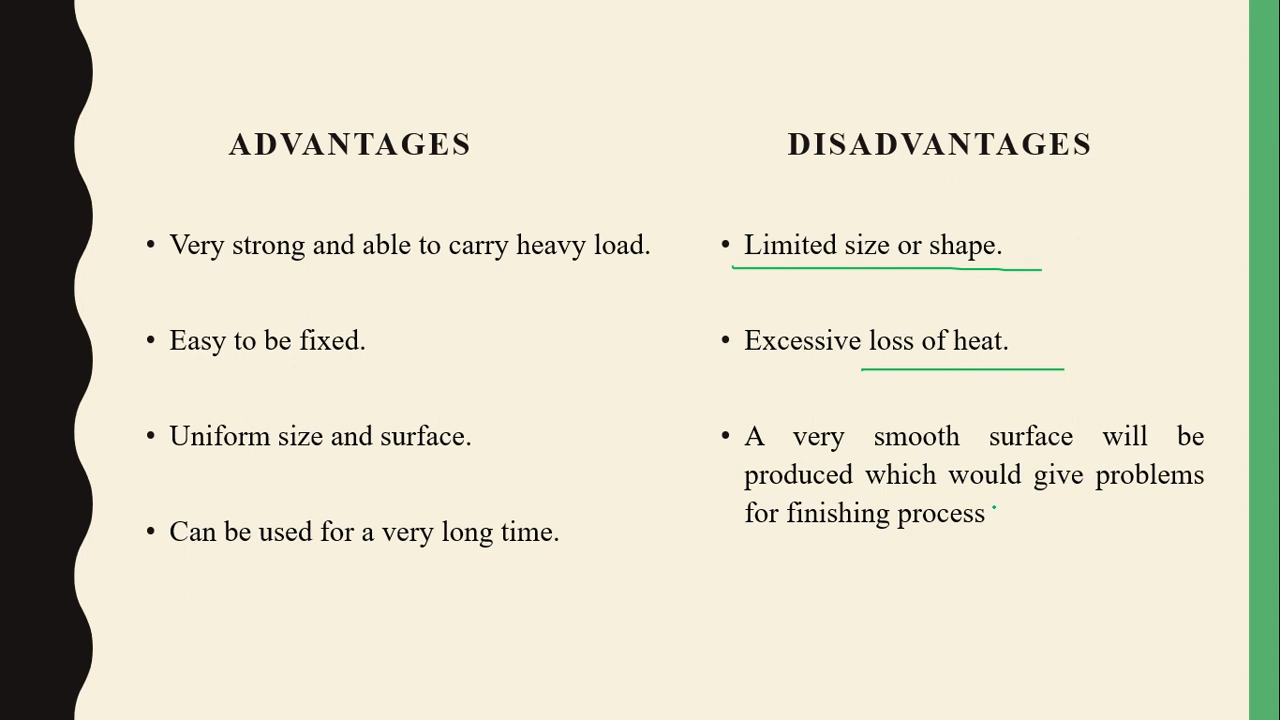 ADVANTAGES
• Very strong and able to carry heavy load.
• Easy to be fixed.
• Uniform size and surface.
• Can be used for a very long time.
DISADVANTAGES
• Limited size or shape.
• Excessive loss of heat.
• A very smooth surface will be
produced which would give problems
for finishing process